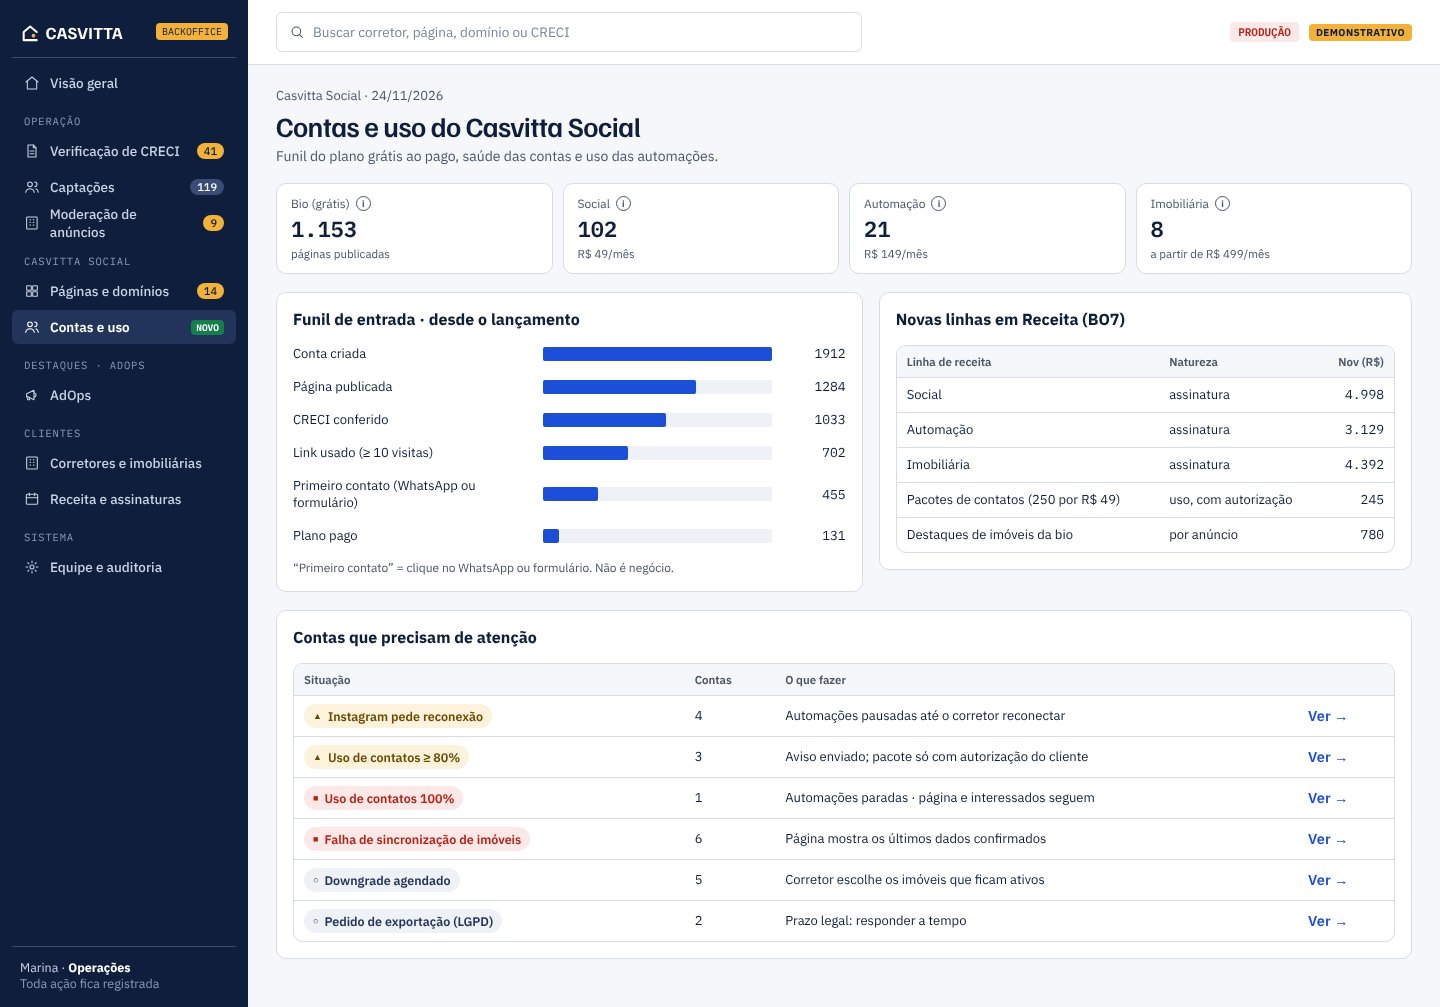 CASVITTA
BACKOFFICE
Visão geral
OPERAÇÃO
Verificação de CRECI 41
Captações 119
Moderação de
anúncios 9
CASVITTA SOCIAL
Páginas e domínios 14
Contas e uso NOVO
DESTAQUES · ADOPS
AdOps
CLIENTES
Corretores e imobiliárias
Receita e assinaturas
SISTEMA
Equipe e auditoria
Marina · Operações
Toda ação fica registrada
Buscar corretor, página, domínio ou CRECI
PRODUÇÃO
DEMONSTRATIVO
Casvitta Social · 24/11/2026
Contas e uso do Casvitta Social
Funil do plano grátis ao pago, saúde das contas e uso das automações.
Bio (grátis) i
1.153
páginas publicadas
Social i
102
R$ 49/mês
Automação i
21
R$ 149/mês
Imobiliária i
8
a partir de R$ 499/mês
Funil de entrada · desde o lançamento
Conta criada 1912
Página publicada 1284
CRECI conferido 1033
Link usado (≥ 10 visitas) 702
Primeiro contato (WhatsApp ou
formulário) 455
Plano pago 131
“Primeiro contato” = clique no WhatsApp ou formulário. Não é negócio.
Novas linhas em Receita (BO7)
Linha de receita Natureza Nov (R$)
Social assinatura 4.998
Automação assinatura 3.129
Imobiliária assinatura 4.392
Pacotes de contatos (250 por R$ 49) uso, com autorização 245
Destaques de imóveis da bio por anúncio 780
Contas que precisam de atenção
Situação Contas O que fazer
▲ Instagram pede reconexão 4 Automações pausadas até o corretor reconectar Ver →
▲ Uso de contatos ≥ 80% 3 Aviso enviado; pacote só com autorização do cliente Ver →
■ Uso de contatos 100% 1 Automações paradas · página e interessados seguem Ver →
■ Falha de sincronização de imóveis 6 Página mostra os últimos dados confirmados Ver →
○ Downgrade agendado 5 Corretor escolhe os imóveis que ficam ativos Ver →
○ Pedido de exportação (LGPD) 2 Prazo legal: responder a tempo Ver →